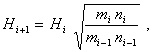 H_{i+1} = H_i \sqrt{\frac{m_i n_i}{m_{i-1} n_{i-1}}} ,